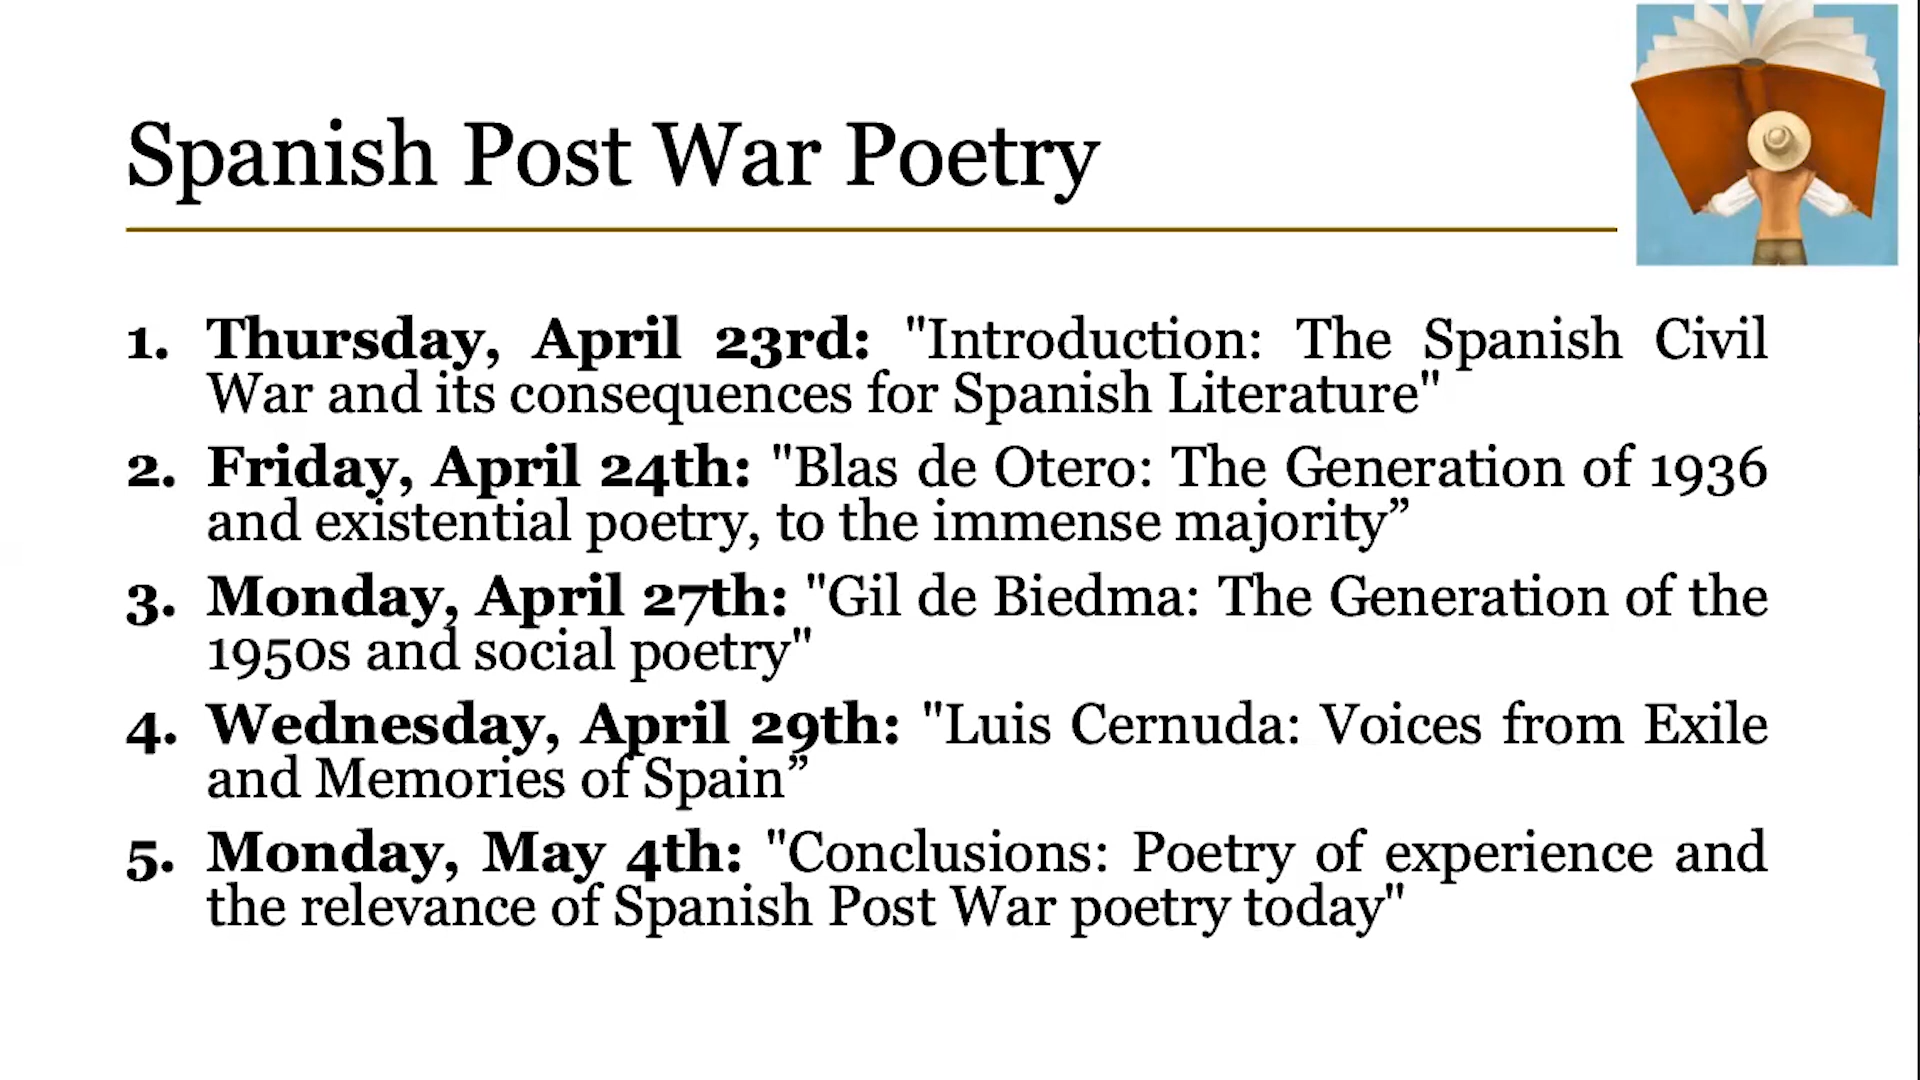 Spanish Post War Poetry
1. Thursday, April 23rd: "Introduction: The Spanish Civil
War and its consequences for Spanish Literature"
2. Friday, April 24th: "Blas de Otero: The Generation of 1936
and existential poetry, to the immense majority”
3. Monday, April 27th: "Gil de Biedma: The Generation of the
1950s and social poetry"
4. Wednesday, April 29th: "Luis Cernuda: Voices from Exile
and Memories of Spain”
5. Monday, May 4th: "Conclusions: Poetry of experience and
the relevance of Spanish Post War poetry today"